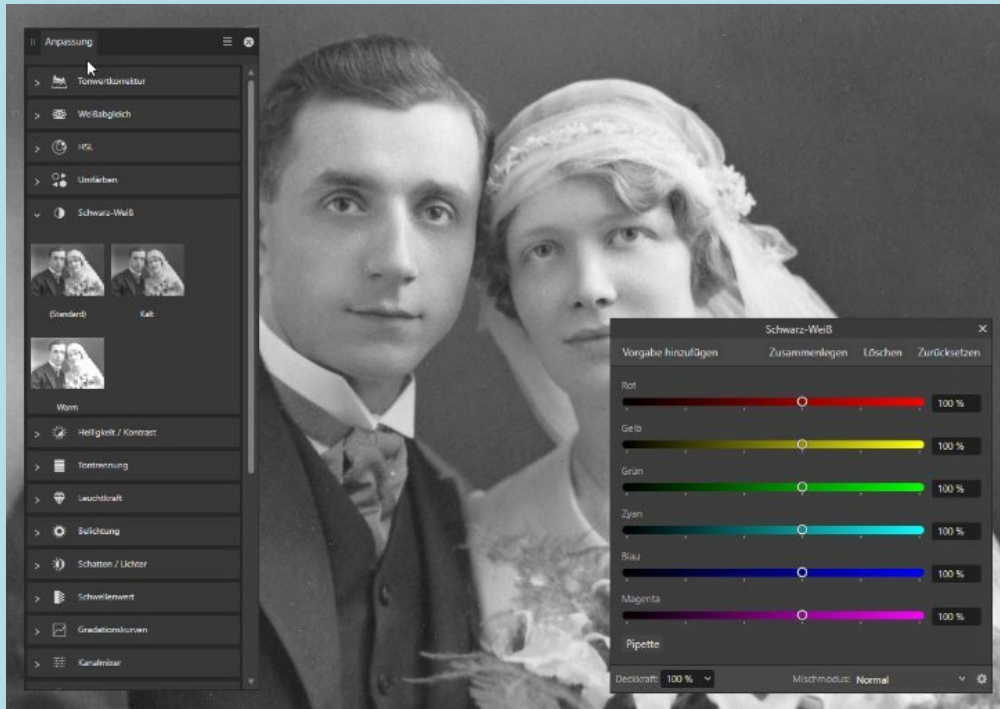 Anpassung
Tonwertkorrektur
Weißabgleich
HSL
Umfärben
Schwarz-Weiß
(Standard) Kalt
Warm
Helligkeit / Kontrast
Tontrennung
Leuchtkraft
Belichtung
Schatten / Lichter
Schwellenwert
Gradationskurven
Kanalmixer
Schwarz-Weiß
Vorgabe hinzufügen Zusammenlegen Löschen Zurücksetzen
Rot
100 %
Gelb
100 %
Grün
100 %
Zyan
100 %
Blau
100 %
Magenta
100 %
Pipette
Deckkraft: 100 % Mischmodus: Normal